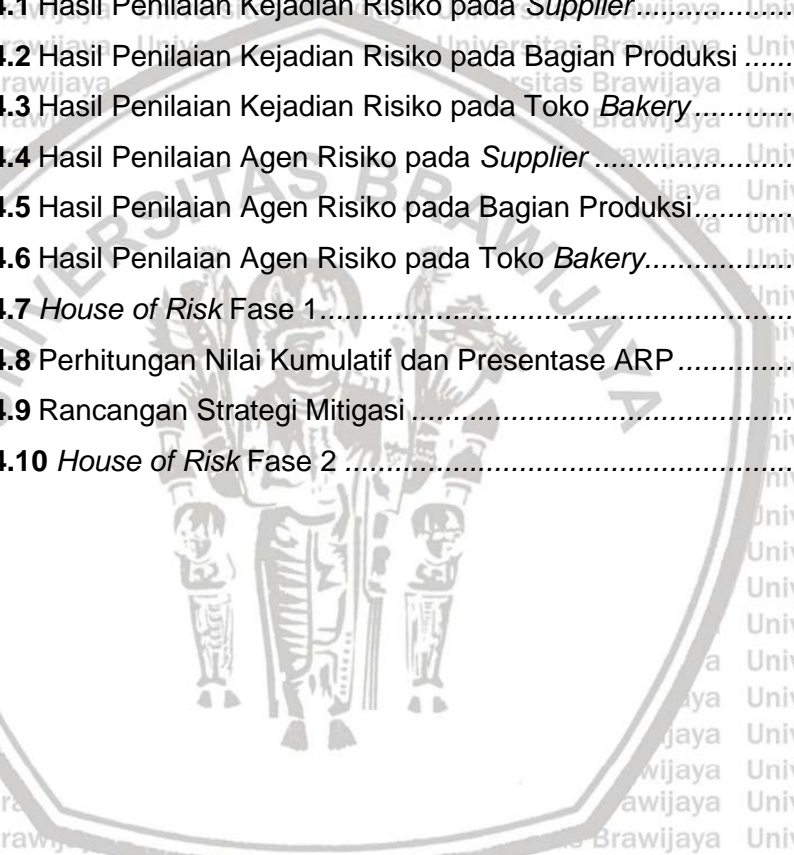 4.1 Hasil Penilaian Kejadian Risiko pada Supplier....................
4.2 Hasil Penilaian Kejadian Risiko pada Bagian Produksi ......
4.3 Hasil Penilaian Kejadian Risiko pada Toko Bakery............
4.4 Hasil Penilaian Agen Risiko pada Supplier ........................
4.5 Hasil Penilaian Agen Risiko pada Bagian Produksi............
4.6 Hasil Penilaian Agen Risiko pada Toko Bakery..................
4.7 House of Risk Fase 1.........................................................
4.8 Perhitungan Nilai Kumulatif dan Presentase ARP ..............
4.9 Rancangan Strategi Mitigasi ..............................................
4.10 House of Risk Fase 2 ......................................................
UNIVERSITAS BRAWIJAYA